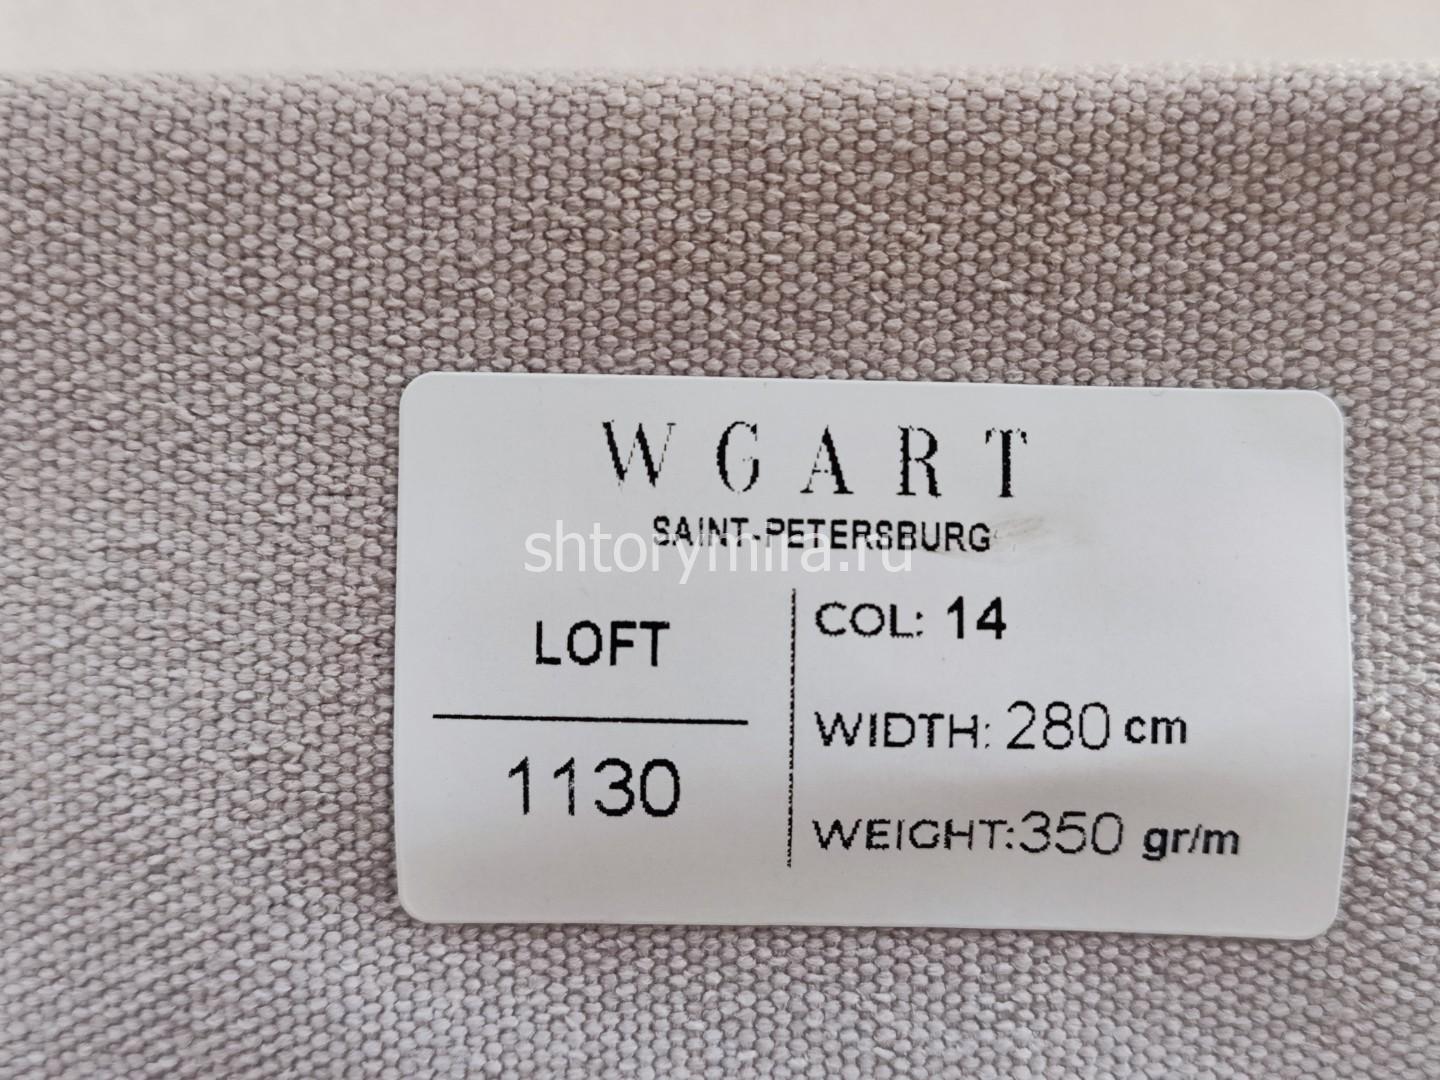 WGART
SAINT-PETERSBURG
shtorymira.ru
LOFT
1130
COL: 14
WIDTH: 280 cm
WEIGHT:350 gr/m